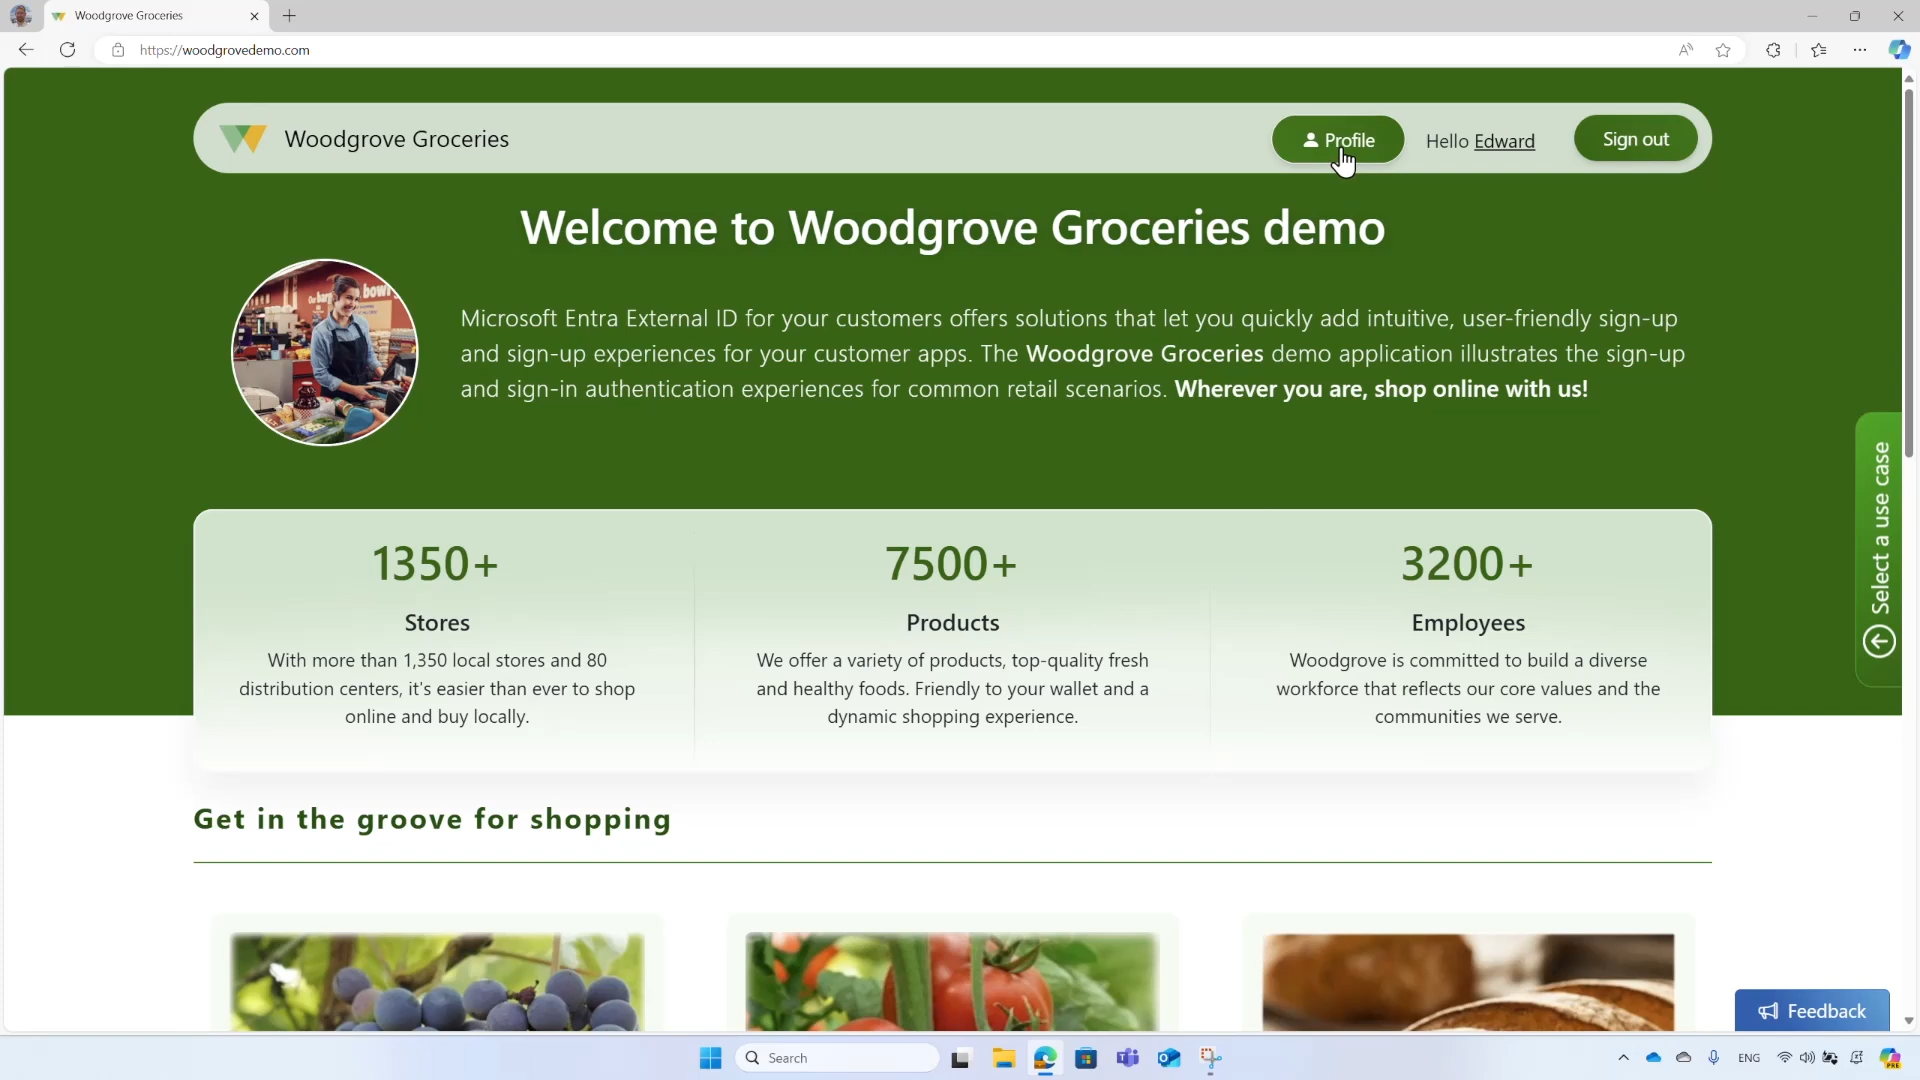 Woodgrove Groceries
https://woodgrovedemo.com
Woodgrove Groceries
Profile
Hello Edward
Sign out
Welcome to Woodgrove Groceries demo
Microsoft Entra External ID for your customers offers solutions that let you quickly add intuitive, user-friendly sign-up
and sign-up experiences for your customer apps. The Woodgrove Groceries demo application illustrates the sign-up
and sign-in authentication experiences for common retail scenarios. Wherever you are, shop online with us!
Select a use case
1350+
Stores
With more than 1,350 local stores and 80
distribution centers, it's easier than ever to shop
online and buy locally.
7500+
Products
We offer a variety of products, top-quality fresh
and healthy foods. Friendly to your wallet and a
dynamic shopping experience.
3200+
Employees
Woodgrove is committed to build a diverse
workforce that reflects our core values and the
communities we serve.
Get in the groove for shopping
Feedback
Search
ENG